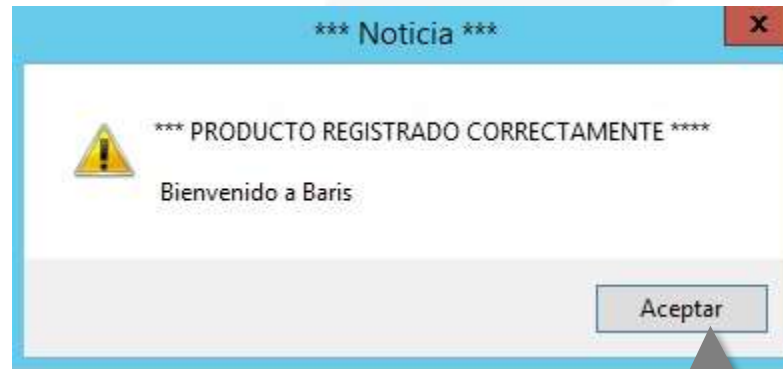 *** Noticia ***
x
*** PRODUCTO REGISTRADO CORRECTAMENTE ****
Bienvenido a Baris
Aceptar